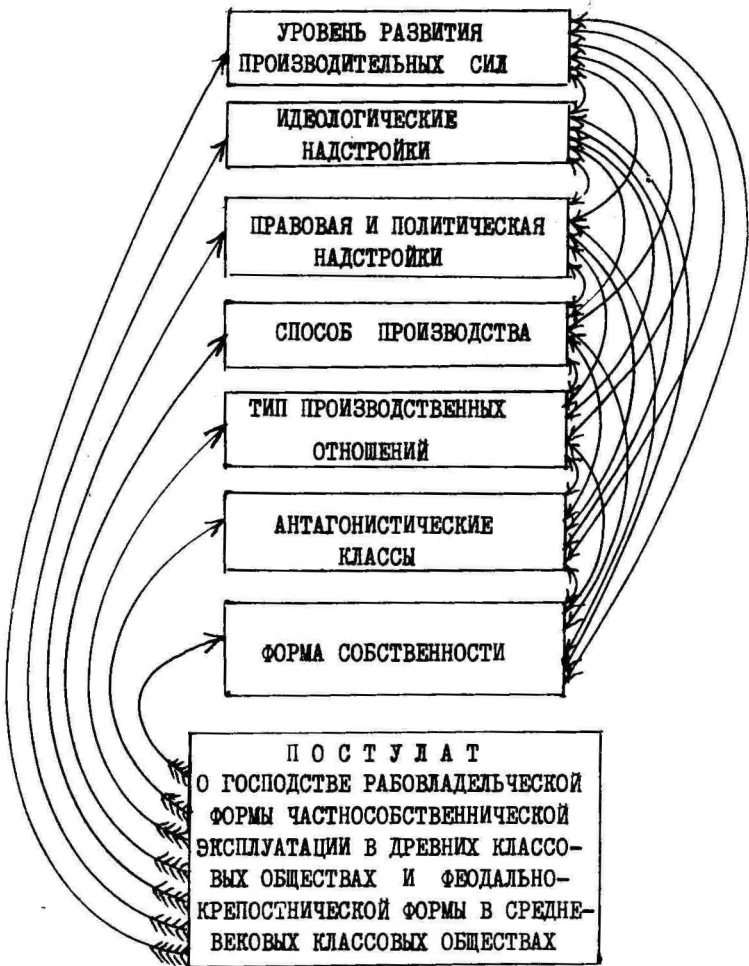 УРОВЕНЬ РАЗВИТИЯ
ПРОИЗВОДИТЕЛЬНЫХ СИЛ
ИДЕОЛОГИЧЕСКИЕ
НАДСТРОЙКИ
ПРАВОВАЯ И ПОЛИТИЧЕСКАЯ
НАДСТРОЙКИ
СПОСОБ ПРОИЗВОДСТВА
ТИП ПРОИЗВОДСТВЕННЫХ
ОТНОШЕНИЙ
АНТАГОНИСТИЧЕСКИЕ
КЛАССЫ
ФОРМА СОБСТВЕННОСТИ
П О С Т У Л А Т
О ГОСПОДСТВЕ РАБОВЛАДЕЛЬЧЕСКОЙ
ФОРМЫ ЧАСТНОСОБСТВЕННИЧЕСКОЙ
ЭКСПЛУАТАЦИИ В ДРЕВНИХ КЛАССО-
ВЫХ ОБЩЕСТВАХ И ФЕОДАЛЬНО-
КРЕПОСТНИЧЕСКОЙ ФОРМЫ В СРЕДНЕ-
ВЕКОВЫХ КЛАССОВЫХ ОБЩЕСТВАХ